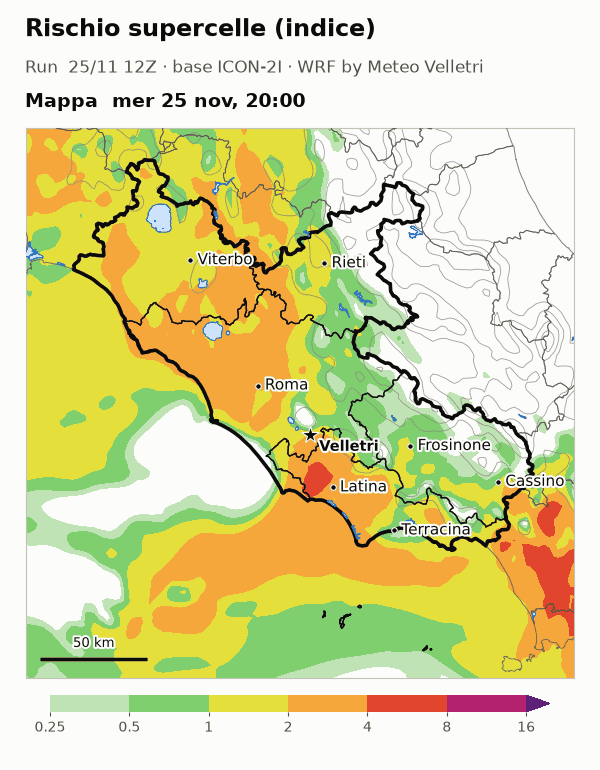 Rischio supercelle (indice)
Run  25/11 12Z · base ICON-2I · WRF by Meteo Velletri
Mappa  mer 25 nov, 20:00
Viterbo
Rieti
Roma
Velletri
Frosinone
Cassino
Latina
Terracina
50 km
0.25 0.5 1 2 4 8 16